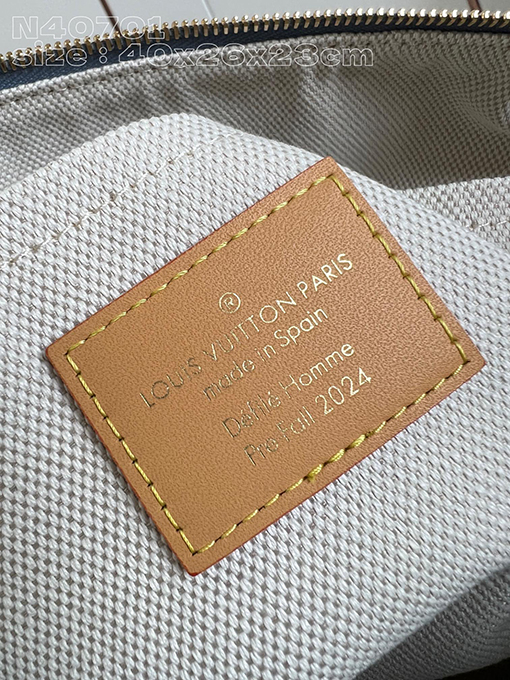 N40701
size : 40x26x23cm
®
LOUIS VUITTON PARIS
made in Spain
Défilé Homme
Pre Fall 2024